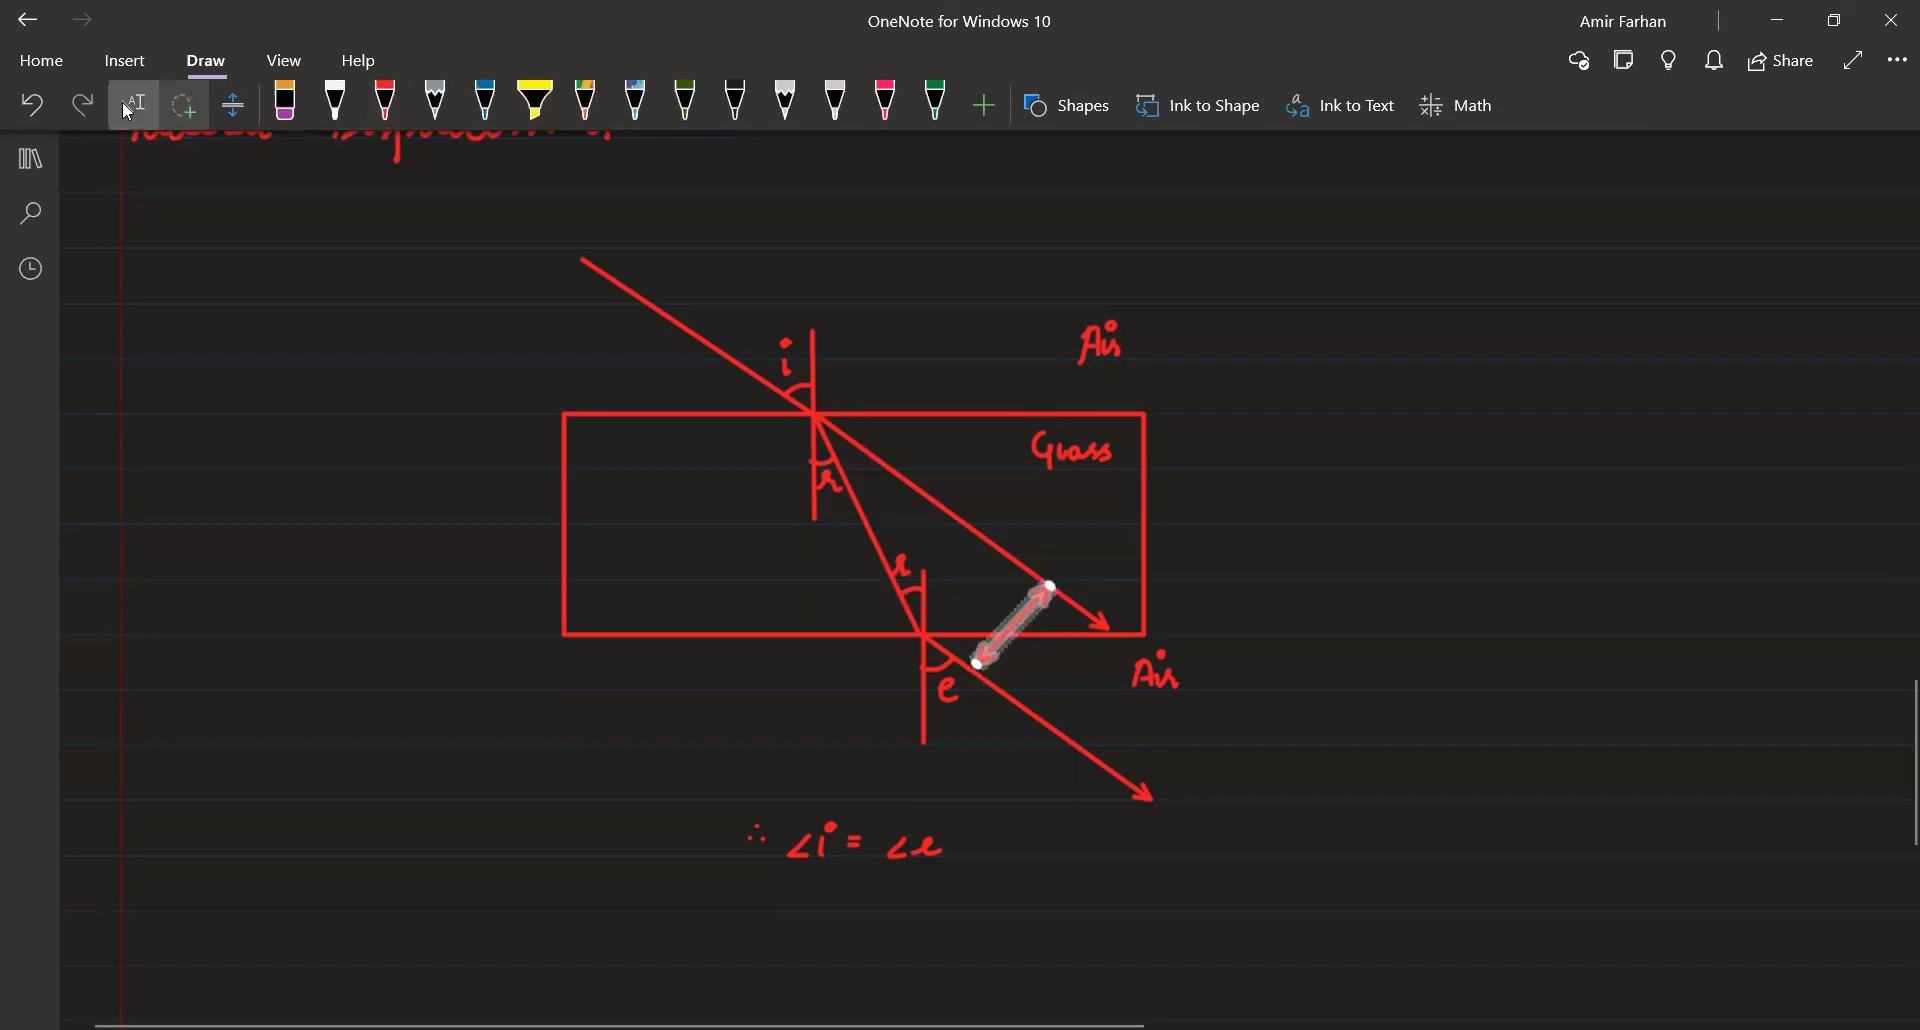 OneNote for Windows 10
Amir Farhan
Home Insert Draw View Help
Share
Shapes Ink to Shape Ink to Text Math
i
Air
Glass
r
r
Air
e
∴ ∠i = ∠e